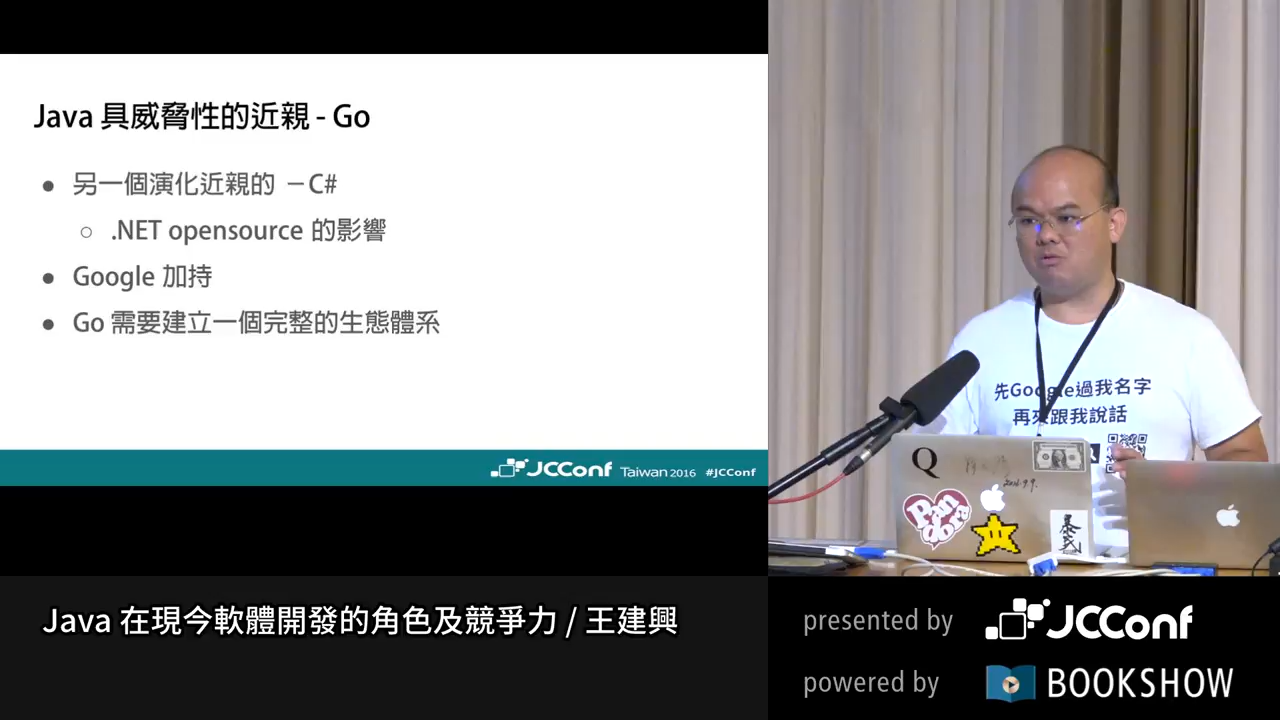 Java 具威脅性的近親 - Go
● 另一個演化近親的 －C#
○ .NET opensource 的影響
● Google 加持
● Go 需要建立一個完整的生態體系
JCConf Taiwan 2016 #JCConf
先Google過我名字
再來跟我說話
Q
2016.9.9.
Pandora
Java 在現今軟體開發的角色及競爭力 / 王建興
presented by JCConf
powered by BOOKSHOW